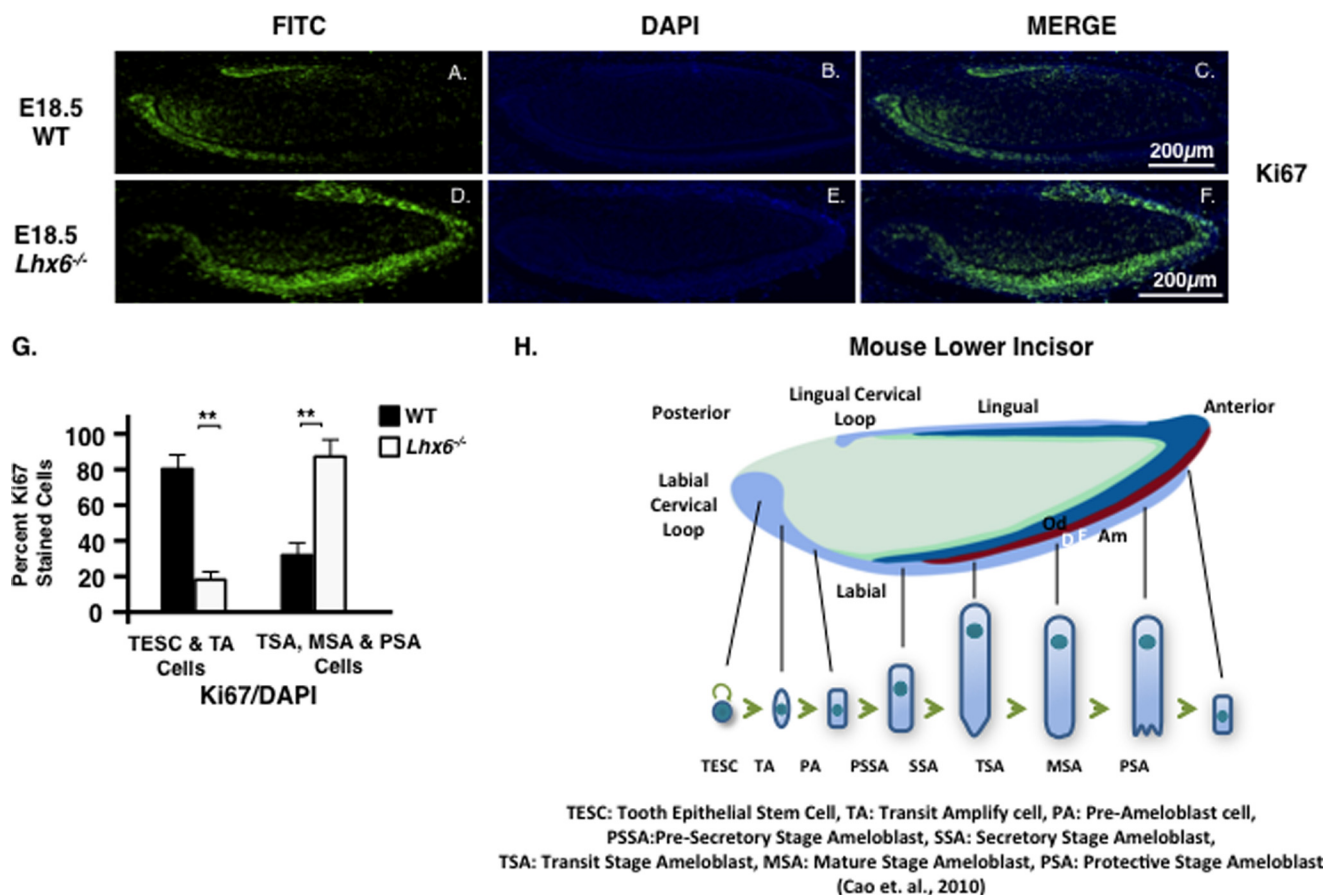 FITC
DAPI
MERGE
E18.5
WT
A.
B.
C.
200µm
Ki67
E18.5
Lhx6-/-
D.
E.
F.
200µm
G.
Percent Ki67
Stained Cells
100
80
60
40
20
0
**
**
WT
Lhx6-/-
TESC & TA
Cells
TSA, MSA & PSA
Cells
Ki67/DAPI
H.
Mouse Lower Incisor
Posterior
Lingual Cervical
Loop
Lingual
Anterior
Labial
Cervical
Loop
Od
D
E
Am
Labial
TESC TA PA PSSA SSA TSA MSA PSA
TESC: Tooth Epithelial Stem Cell, TA: Transit Amplify cell, PA: Pre-Ameloblast cell,
PSSA:Pre-Secretory Stage Ameloblast, SSA: Secretory Stage Ameloblast,
TSA: Transit Stage Ameloblast, MSA: Mature Stage Ameloblast, PSA: Protective Stage Ameloblast
(Cao et. al., 2010)